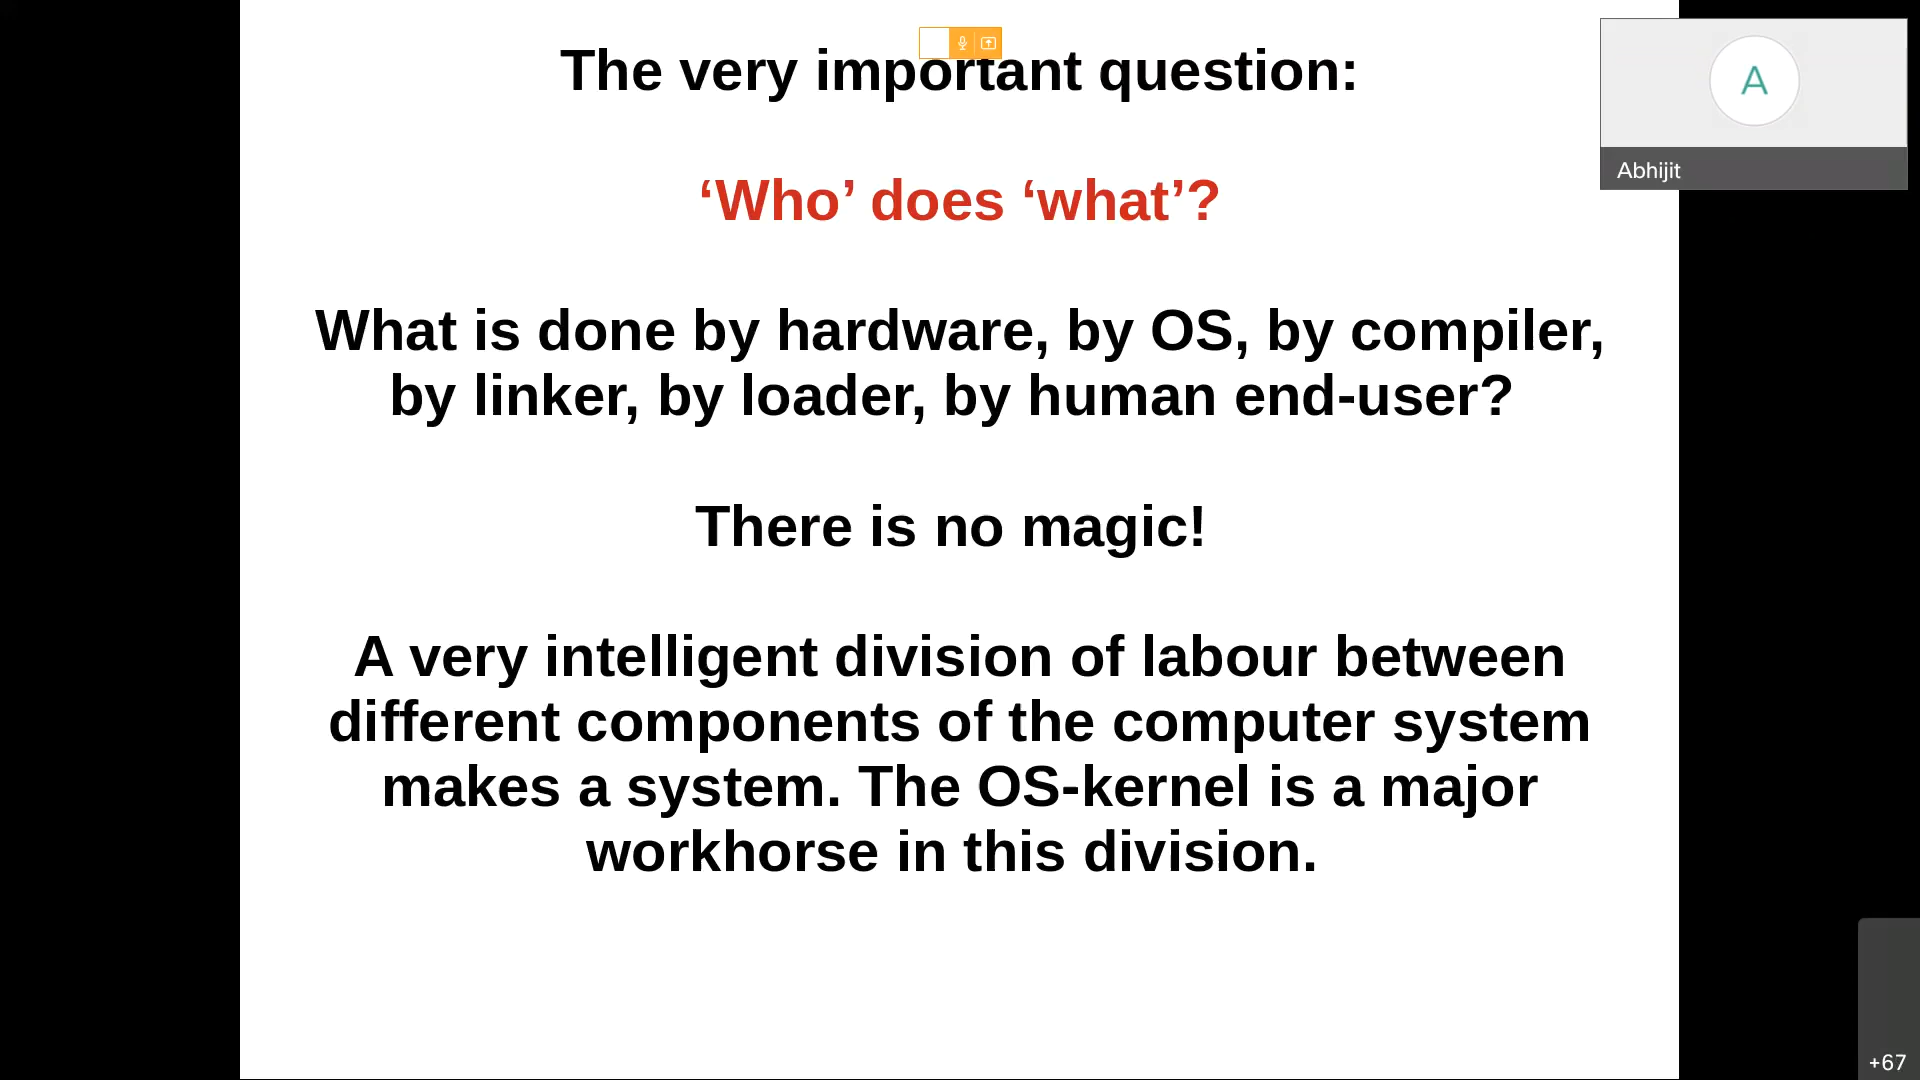 The very important question:
‘Who’ does ‘what’?
What is done by hardware, by OS, by compiler,
by linker, by loader, by human end-user?
There is no magic!
A very intelligent division of labour between
different components of the computer system
makes a system. The OS-kernel is a major
workhorse in this division.
A
Abhijit
+67